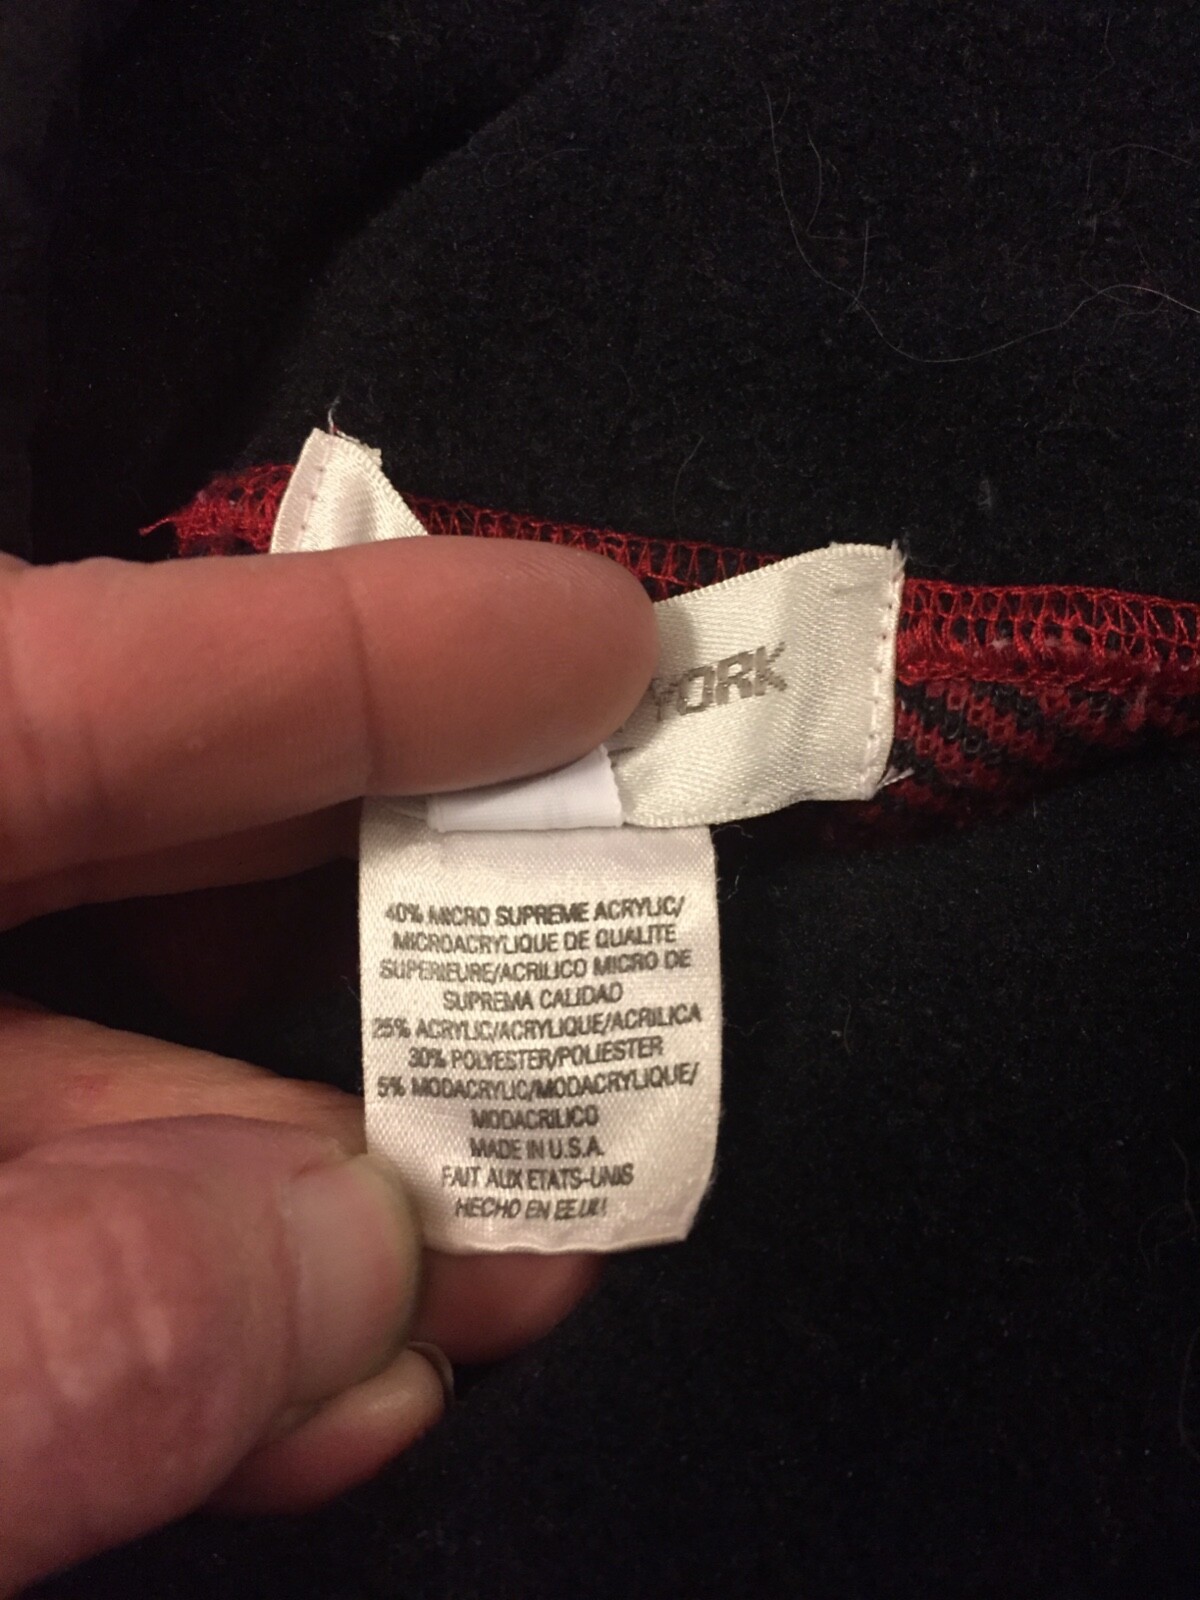 YORK
40% MICRO SUPREME ACRYLIC/
MICROACRYLIQUE DE QUALITE
SUPERIEURE/ACRILICO MICRO DE
SUPREMA CALIDAD
25% ACRYLIC/ACRYLIQUE/ACRILICA
30% POLYESTER/POLIESTER
5% MODACRYLIC/MODACRYLIQUE/
MODACRILICO
MADE IN U.S.A.
FAIT AUX ETATS-UNIS
HECHO EN EE.UU.